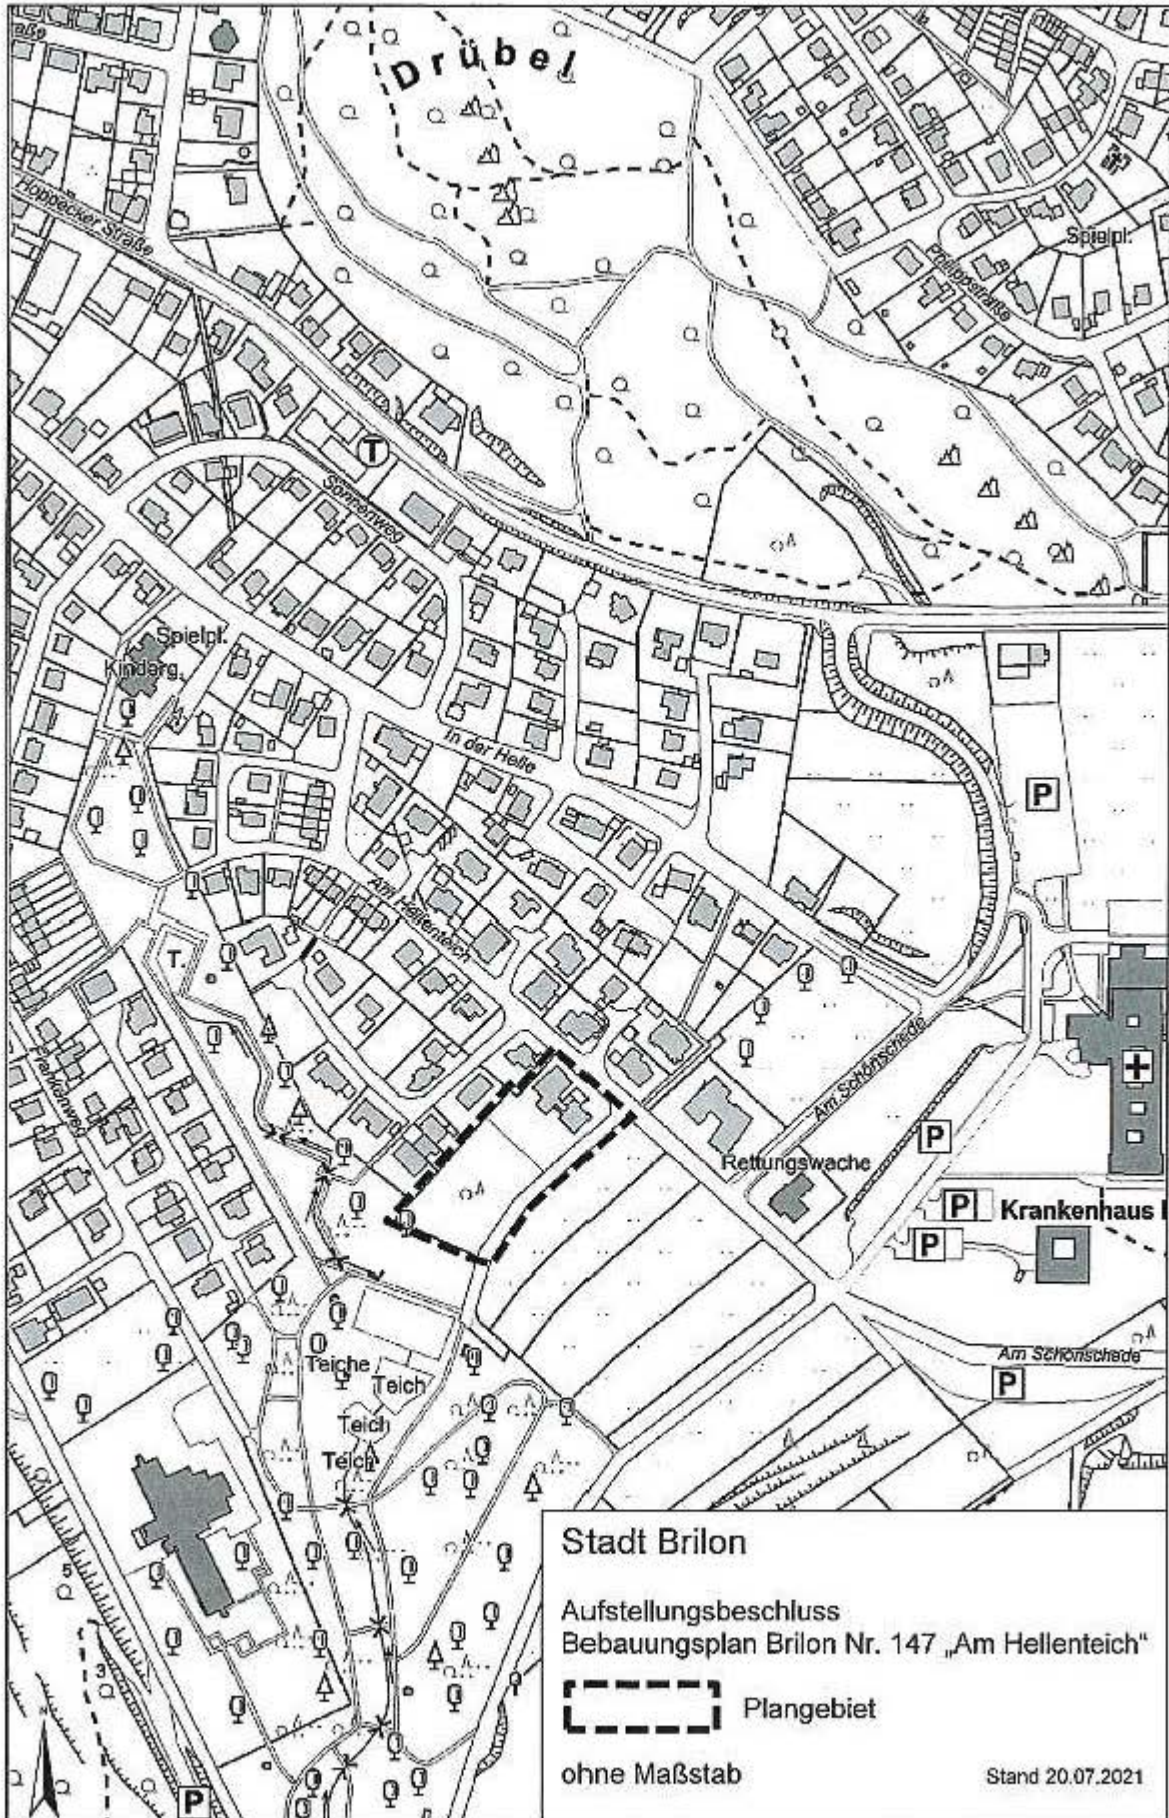 Drübel
Hoppecker Straße
Spielpl.
Philippstraße
T
Sonnenweg
Spielpl.
Kinderg.
In der Helle
P
Am Hellenteich
T.
Frankenweg
Am Schönschede
P
Rettungswache
P
Krankenhaus
P
Am Schönschede
P
Teiche
Teich
Teich
Teich
5
3
N
P
Stadt Brilon
Aufstellungsbeschluss
Bebauungsplan Brilon Nr. 147 „Am Hellenteich“
Plangebiet
ohne Maßstab
Stand 20.07.2021